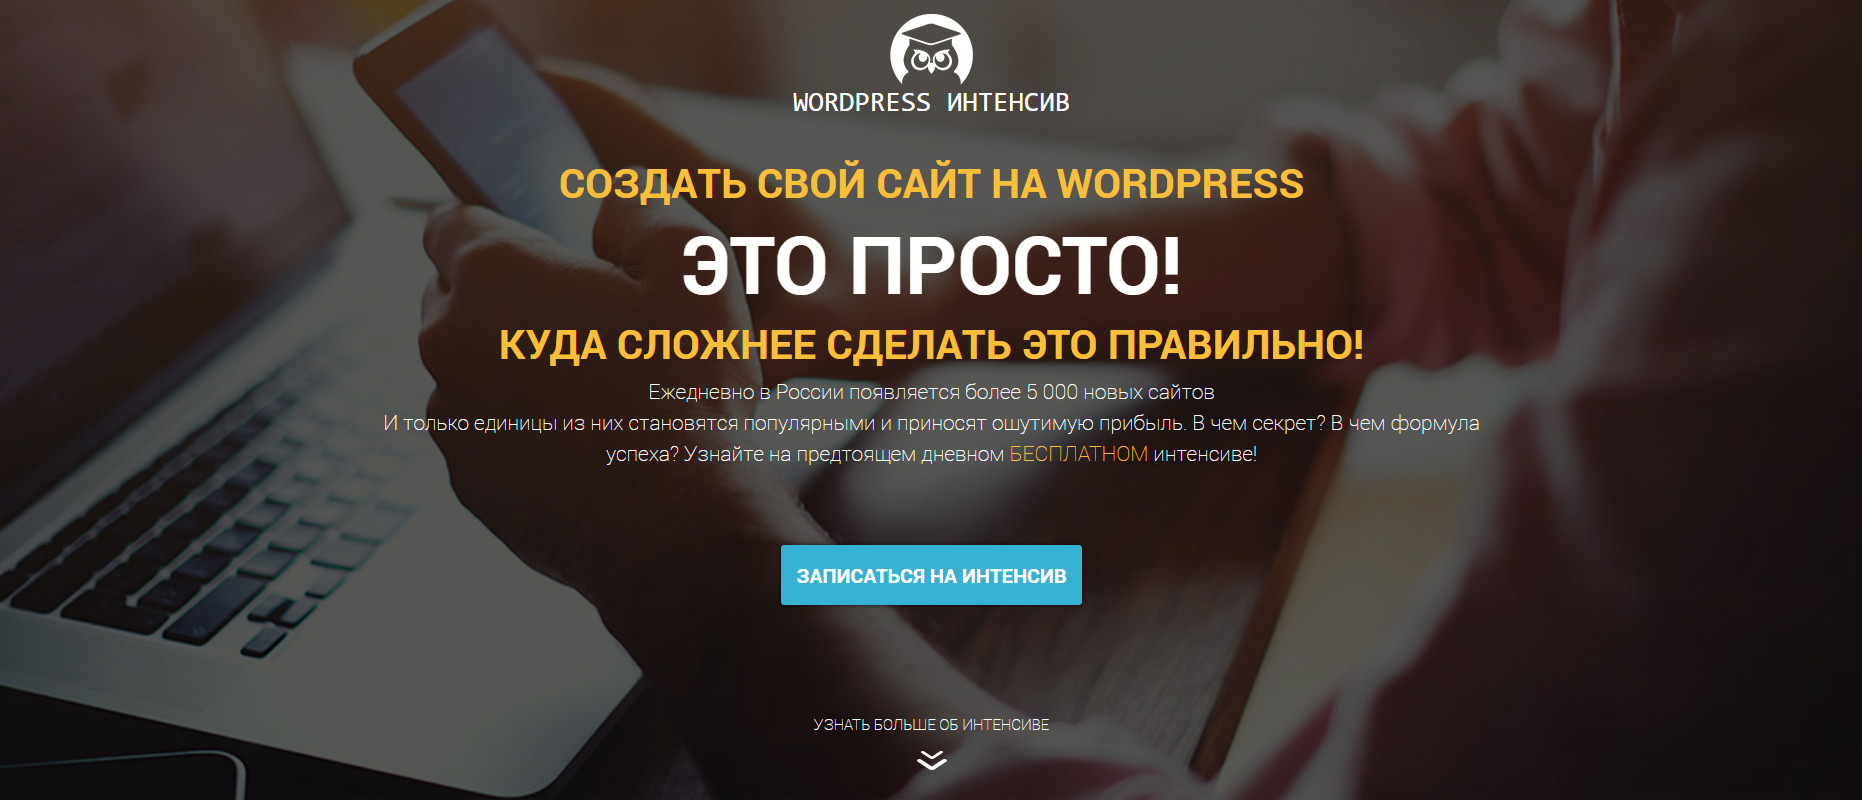 WORDPRESS ИНТЕНСИВ
СОЗДАТЬ СВОЙ САЙТ НА WORDPRESS
ЭТО ПРОСТО!
КУДА СЛОЖНЕЕ СДЕЛАТЬ ЭТО ПРАВИЛЬНО!
Ежедневно в России появляется более 5 000 новых сайтов
И только единицы из них становятся популярными и приносят ошутимую прибыль. В чем секрет? В чем формула
успеха? Узнайте на предтоящем дневном БЕСПЛАТНОМ интенсиве!
ЗАПИСАТЬСЯ НА ИНТЕНСИВ
УЗНАТЬ БОЛЬШЕ ОБ ИНТЕНСИВЕ